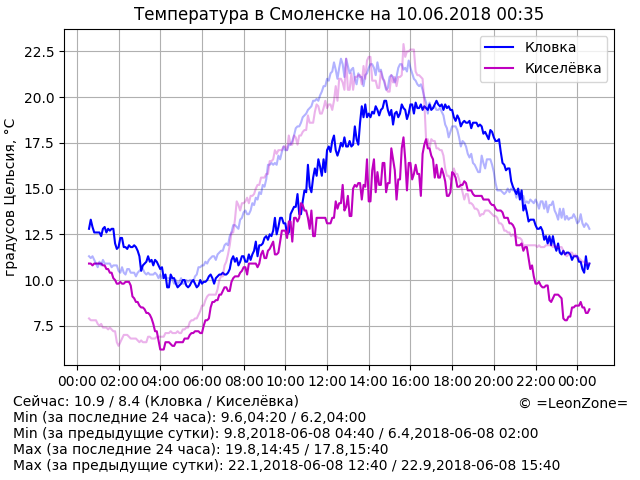 Температура в Смоленске на 10.06.2018 00:35
Кловка
Киселёвка
градусов Цельсия, °C
22.5
20.0
17.5
15.0
12.5
10.0
7.5
00:00 02:00 04:00 06:00 08:00 10:00 12:00 14:00 16:00 18:00 20:00 22:00 00:00
Сейчас: 10.9 / 8.4 (Кловка / Киселёвка)
© =LeonZone=
Min (за последние 24 часа): 9.6,04:20 / 6.2,04:00
Min (за предыдущие сутки): 9.8,2018-06-08 04:40 / 6.4,2018-06-08 02:00
Max (за последние 24 часа): 19.8,14:45 / 17.8,15:40
Max (за предыдущие сутки): 22.1,2018-06-08 12:40 / 22.9,2018-06-08 15:40